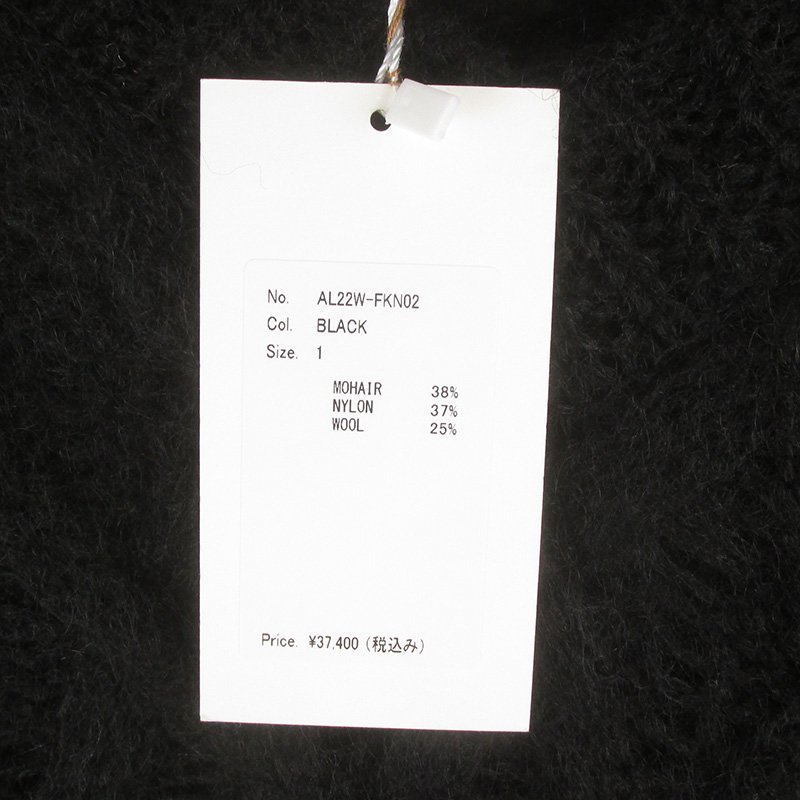 No. AL22W-FKN02
Col. BLACK
Size. 1
MOHAIR 38%
NYLON 37%
WOOL 25%
Price. ¥37,400 (税込み)